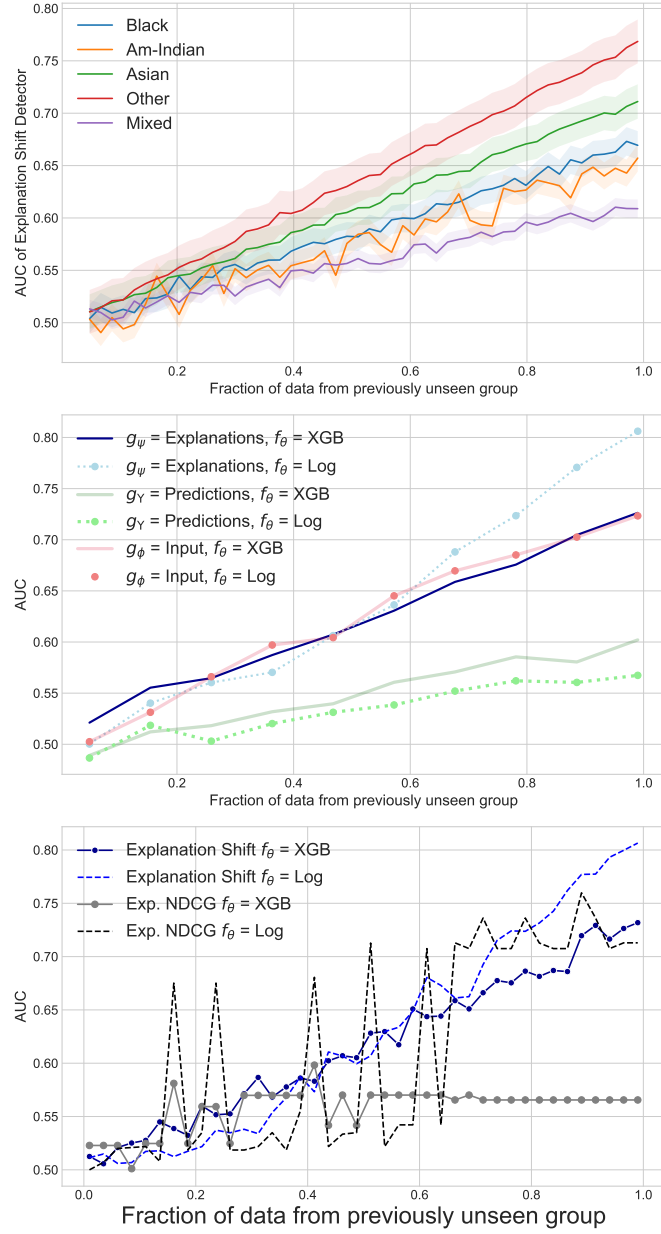 0.80
0.75
0.70
0.65
0.60
0.55
0.50
AUC of Explanation Shift Detector
Black
Am-Indian
Asian
Other
Mixed
0.2 0.4 0.6 0.8 1.0
Fraction of data from previously unseen group
0.80
0.75
0.70
0.65
0.60
0.55
0.50
AUC
gψ = Explanations, fθ = XGB
gψ = Explanations, fθ = Log
gΥ = Predictions, fθ = XGB
gΥ = Predictions, fθ = Log
gϕ = Input, fθ = XGB
gϕ = Input, fθ = Log
0.2 0.4 0.6 0.8 1.0
Fraction of data from previously unseen group
0.80
0.75
0.70
0.65
0.60
0.55
0.50
AUC
Explanation Shift fθ = XGB
Explanation Shift fθ = Log
Exp. NDCG fθ = XGB
Exp. NDCG fθ = Log
0.0 0.2 0.4 0.6 0.8 1.0
Fraction of data from previously unseen group